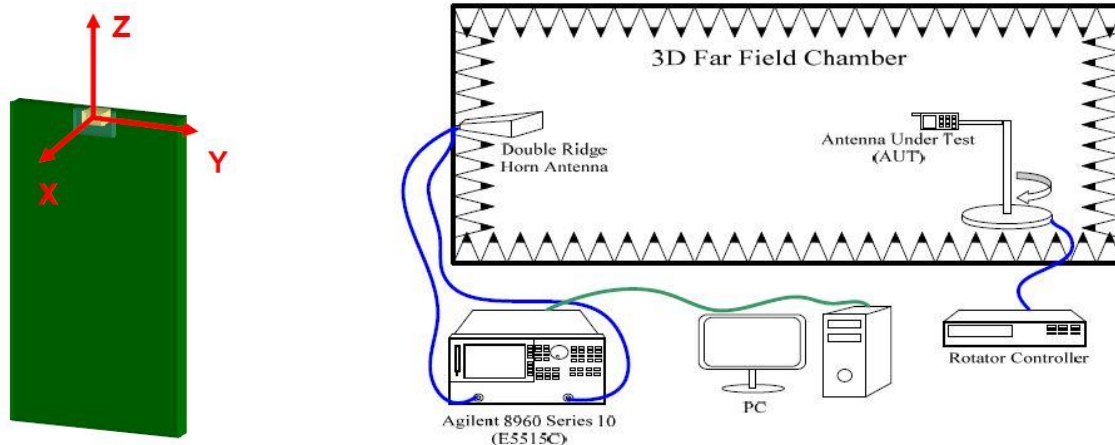 Z
Y
X
3D Far Field Chamber
Double Ridge
Horn Antenna
Antenna Under Test
(AUT)
Agilent 8960 Series 10
(E5515C)
PC
Rotator Controller